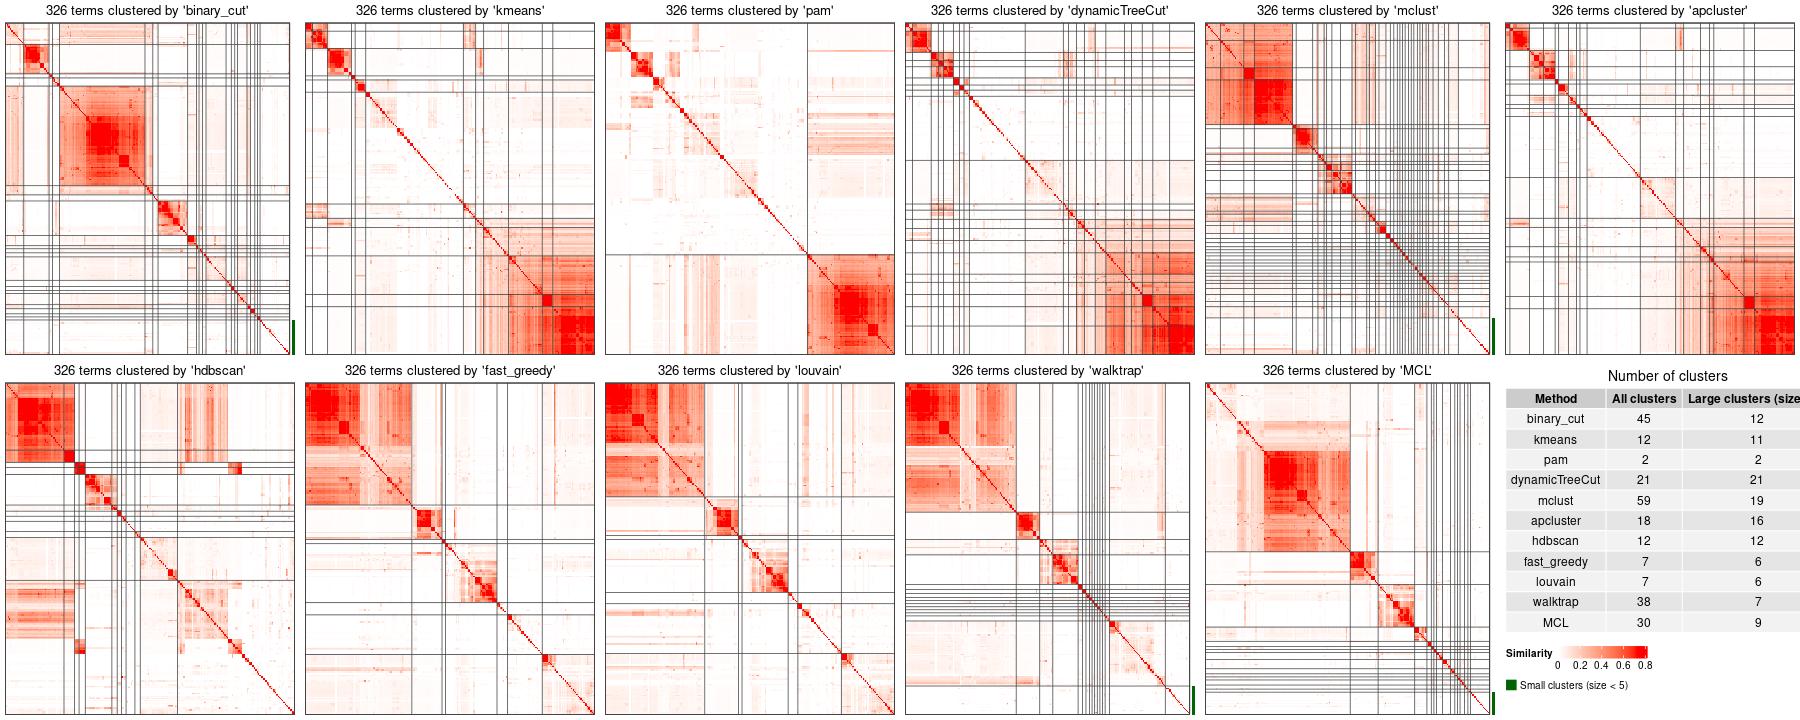 326 terms clustered by 'binary_cut'
326 terms clustered by 'kmeans'
326 terms clustered by 'pam'
326 terms clustered by 'dynamicTreeCut'
326 terms clustered by 'mclust'
326 terms clustered by 'apcluster'
326 terms clustered by 'hdbscan'
326 terms clustered by 'fast_greedy'
326 terms clustered by 'louvain'
326 terms clustered by 'walktrap'
326 terms clustered by 'MCL'
Number of clusters
Method All clusters Large clusters (size
binary_cut 45 12
kmeans 12 11
pam 2 2
dynamicTreeCut 21 21
mclust 59 19
apcluster 18 16
hdbscan 12 12
fast_greedy 7 6
louvain 7 6
walktrap 38 7
MCL 30 9
Similarity
0 0.2 0.4 0.6 0.8
Small clusters (size < 5)